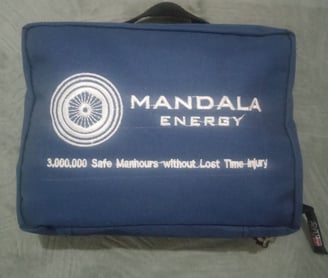 MANDALA
ENERGY
3,000,000 Safe Manhours without Lost Time Injury